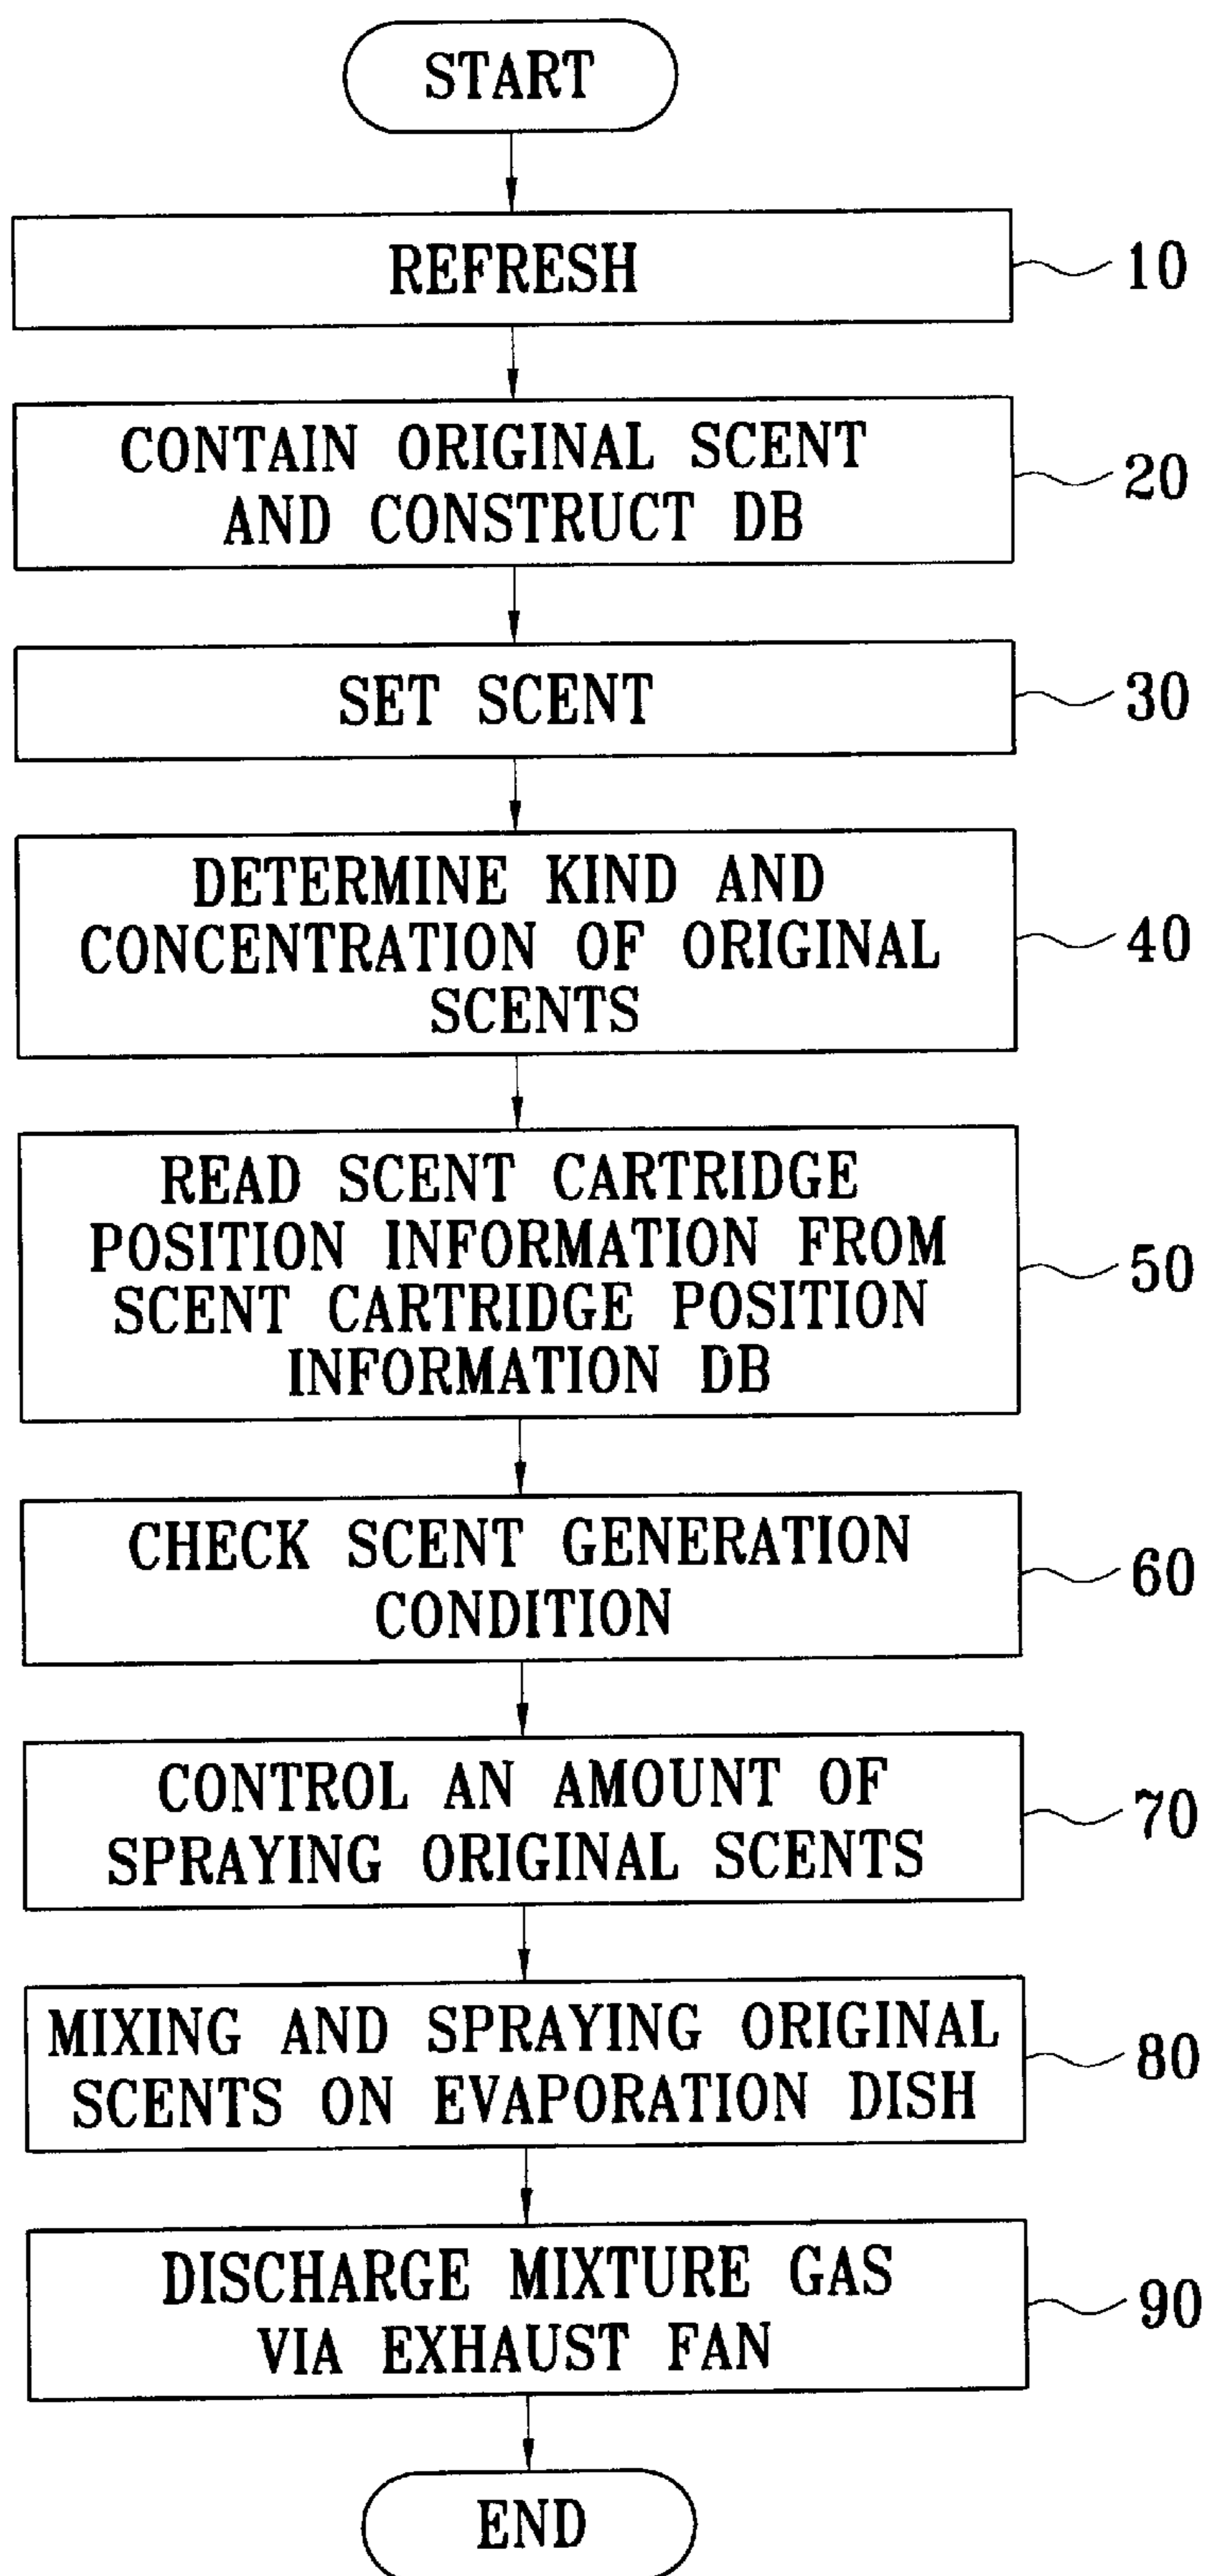 START
REFRESH
10
CONTAIN ORIGINAL SCENT
AND CONSTRUCT DB
20
SET SCENT
30
DETERMINE KIND AND
CONCENTRATION OF ORIGINAL
SCENTS
40
READ SCENT CARTRIDGE
POSITION INFORMATION FROM
SCENT CARTRIDGE POSITION
INFORMATION DB
50
CHECK SCENT GENERATION
CONDITION
60
CONTROL AN AMOUNT OF
SPRAYING ORIGINAL SCENTS
70
MIXING AND SPRAYING ORIGINAL
SCENTS ON EVAPORATION DISH
80
DISCHARGE MIXTURE GAS
VIA EXHAUST FAN
90
END